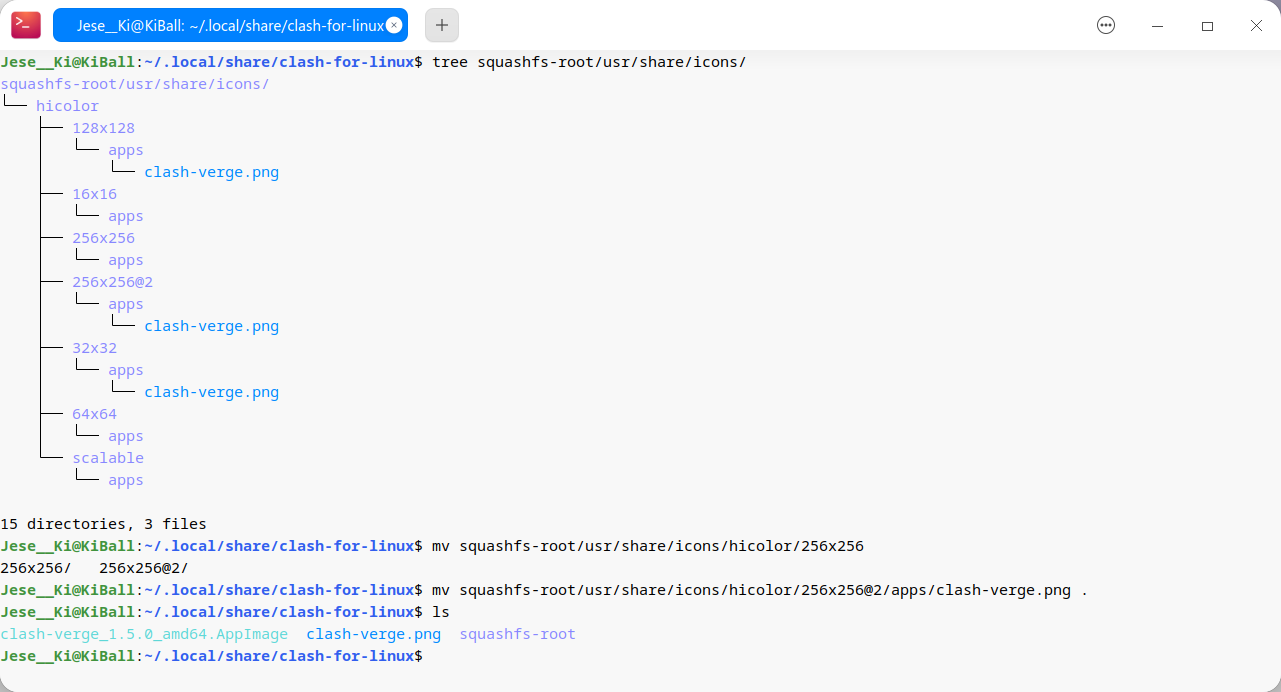 Jese__Ki@KiBall: ~/.local/share/clash-for-linux
Jese__Ki@KiBall:~/.local/share/clash-for-linux$ tree squashfs-root/usr/share/icons/
squashfs-root/usr/share/icons/
└── hicolor
    ├── 128x128
    │   └── apps
    │       └── clash-verge.png
    ├── 16x16
    │   └── apps
    ├── 256x256
    │   └── apps
    ├── 256x256@2
    │   └── apps
    │       └── clash-verge.png
    ├── 32x32
    │   └── apps
    │       └── clash-verge.png
    ├── 64x64
    │   └── apps
    └── scalable
        └── apps

15 directories, 3 files
Jese__Ki@KiBall:~/.local/share/clash-for-linux$ mv squashfs-root/usr/share/icons/hicolor/256x256
256x256/   256x256@2/
Jese__Ki@KiBall:~/.local/share/clash-for-linux$ mv squashfs-root/usr/share/icons/hicolor/256x256@2/apps/clash-verge.png .
Jese__Ki@KiBall:~/.local/share/clash-for-linux$ ls
clash-verge_1.5.0_amd64.AppImage  clash-verge.png  squashfs-root
Jese__Ki@KiBall:~/.local/share/clash-for-linux$